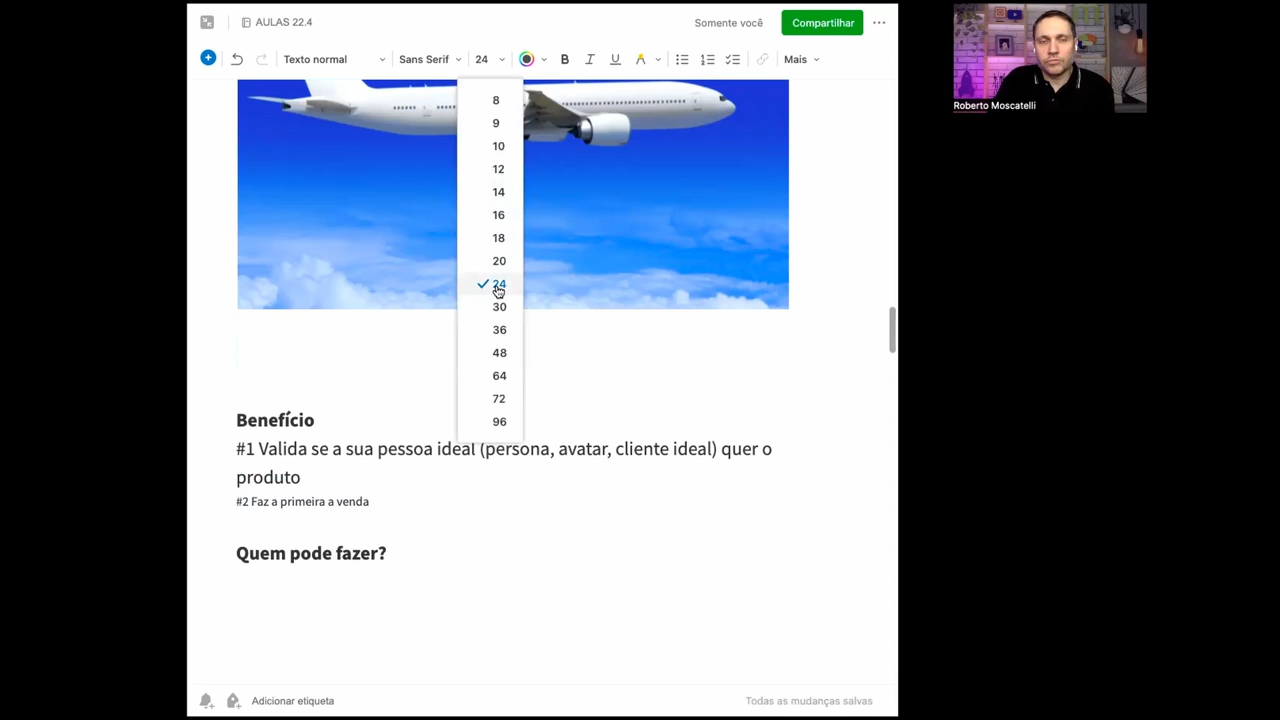 AULAS 22.4
Somente você
Compartilhar
Texto normal
Sans Serif
24
B
I
U
A
Mais
8
9
10
12
14
16
18
20
24
30
36
48
64
72
96
Roberto Moscatelli
Benefício
#1 Valida se a sua pessoa ideal (persona, avatar, cliente ideal) quer o
produto
#2 Faz a primeira a venda
Quem pode fazer?
Adicionar etiqueta
Todas as mudanças salvas